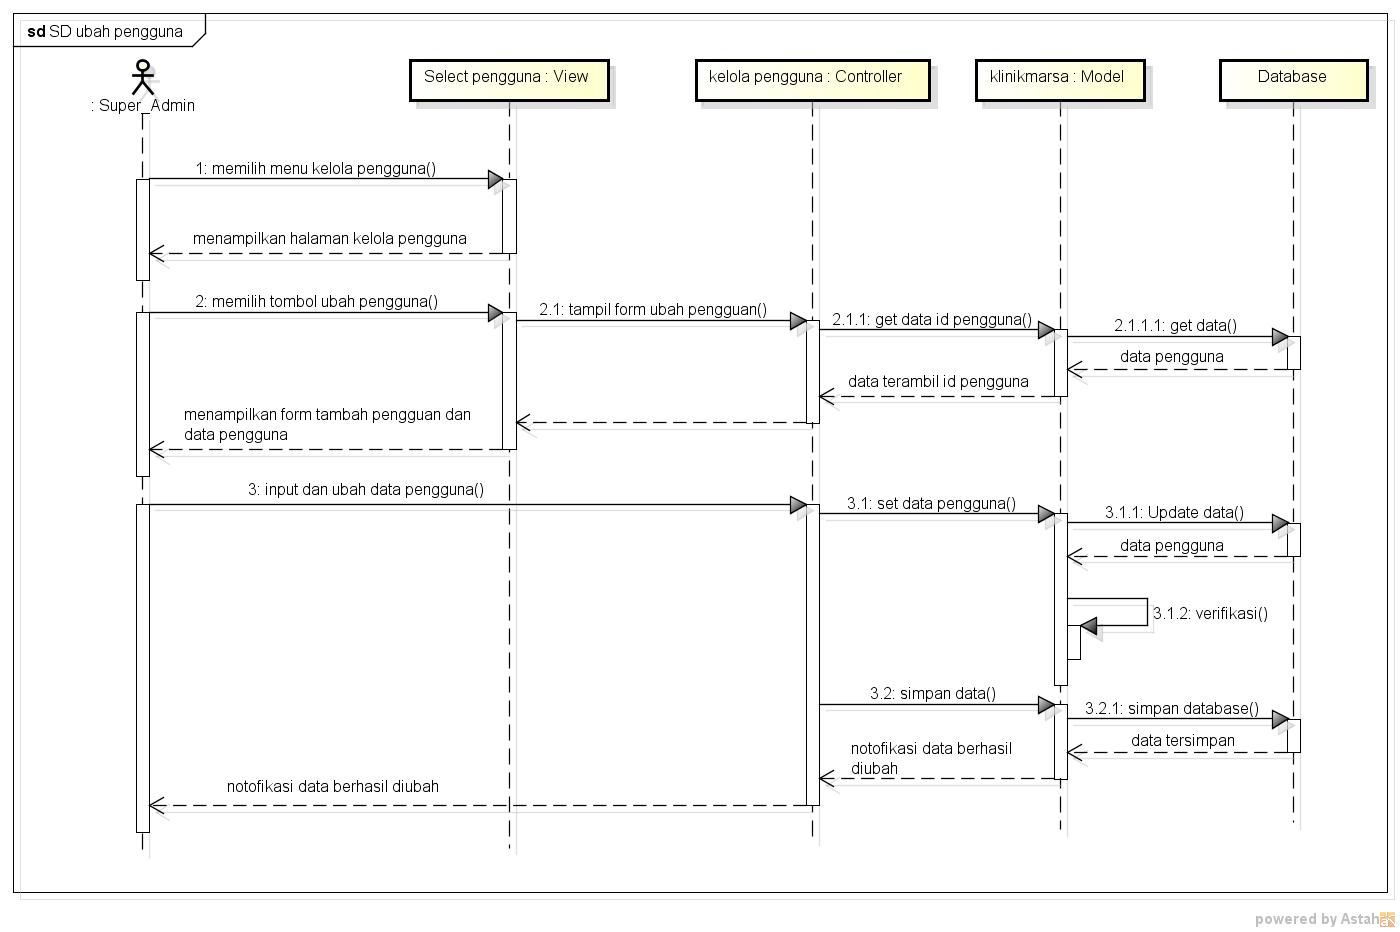 sd SD ubah pengguna
: Super_Admin
Select pengguna : View
kelola pengguna : Controller
klinikmarsa : Model
Database
1: memilih menu kelola pengguna()
menampilkan halaman kelola pengguna
2: memilih tombol ubah pengguna()
2.1: tampil form ubah pengguan()
2.1.1: get data id pengguna()
2.1.1.1: get data()
data pengguna
data terambil id pengguna
menampilkan form tambah pengguan dan
data pengguna
3: input dan ubah data pengguna()
3.1: set data pengguna()
3.1.1: Update data()
data pengguna
3.1.2: verifikasi()
3.2: simpan data()
3.2.1: simpan database()
data tersimpan
notofikasi data berhasil
diubah
notofikasi data berhasil diubah
powered by Astah